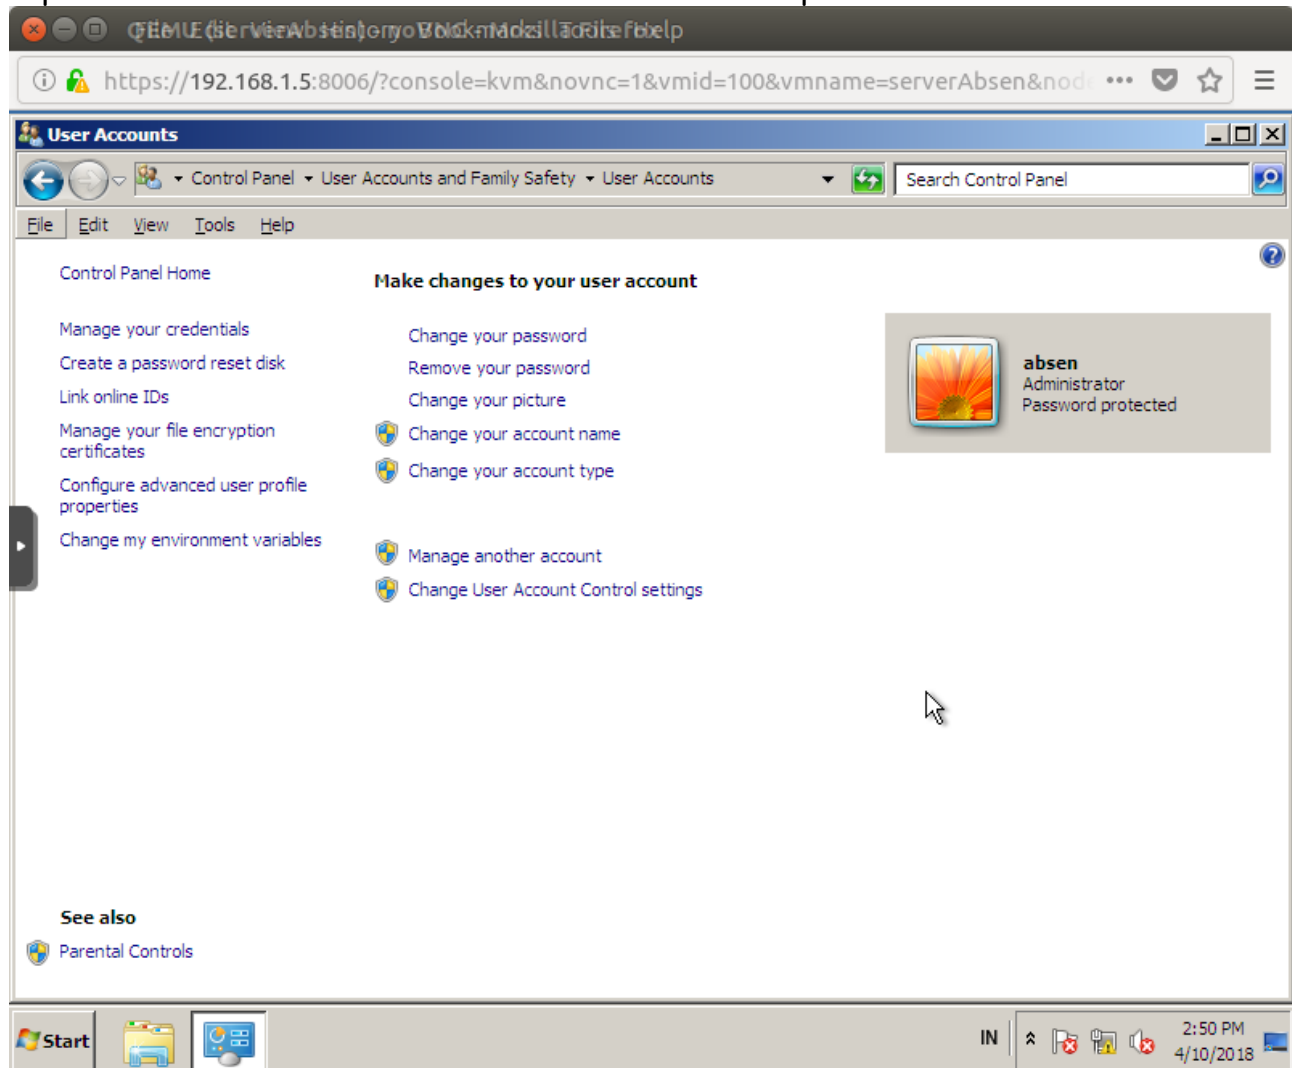 https://192.168.1.5:8006/?console=kvm&novnc=1&vmid=100&vmname=serverAbsen&nod
User Accounts
Control Panel User Accounts and Family Safety User Accounts
Search Control Panel
File Edit View Tools Help
Control Panel Home
Make changes to your user account
Manage your credentials
Create a password reset disk
Link online IDs
Manage your file encryption
certificates
Configure advanced user profile
properties
Change my environment variables
Change your password
Remove your password
Change your picture
Change your account name
Change your account type
Manage another account
Change User Account Control settings
absen
Administrator
Password protected
See also
Parental Controls
Start
IN
2:50 PM
4/10/2018